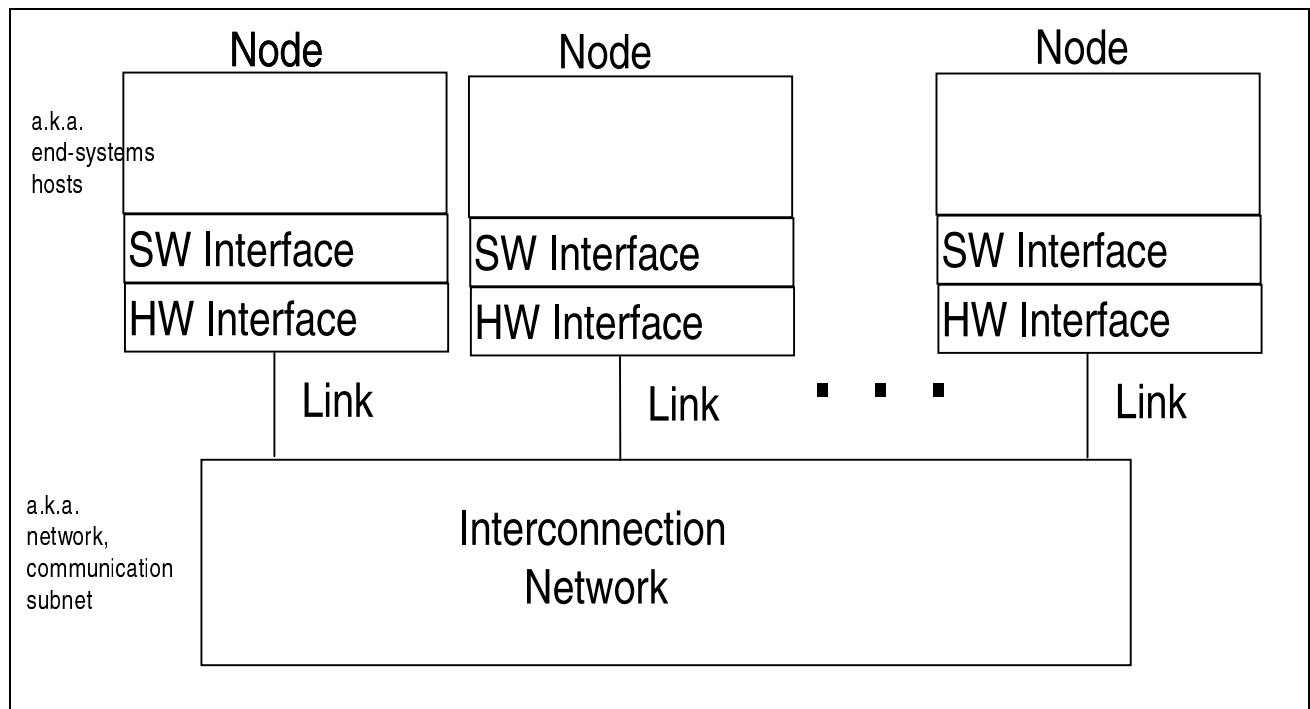 Node
Node
Node
a.k.a.
end-systems
hosts
SW Interface
SW Interface
SW Interface
HW Interface
HW Interface
HW Interface
Link
Link
Link
a.k.a.
network,
communication
subnet
Interconnection
Network